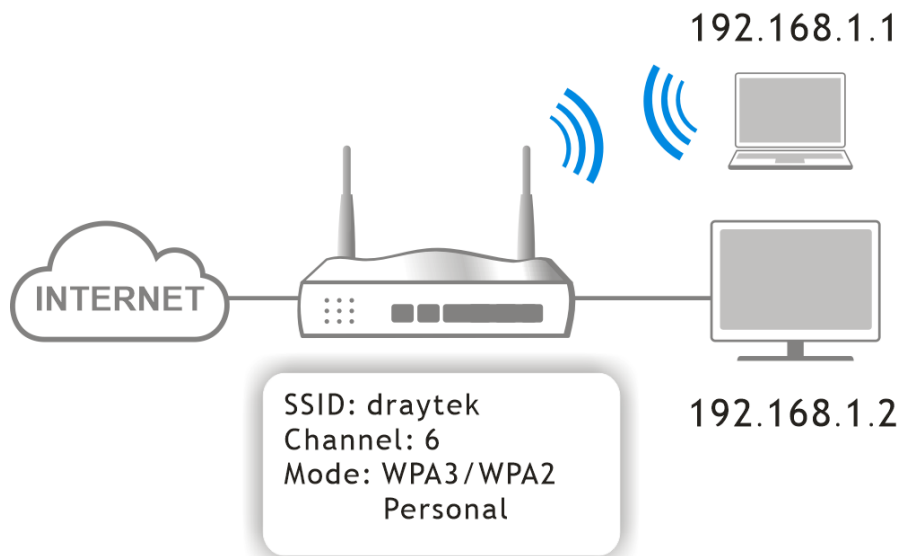 192.168.1.1
INTERNET
SSID: draytek
Channel: 6
Mode: WPA3/WPA2
Personal
192.168.1.2